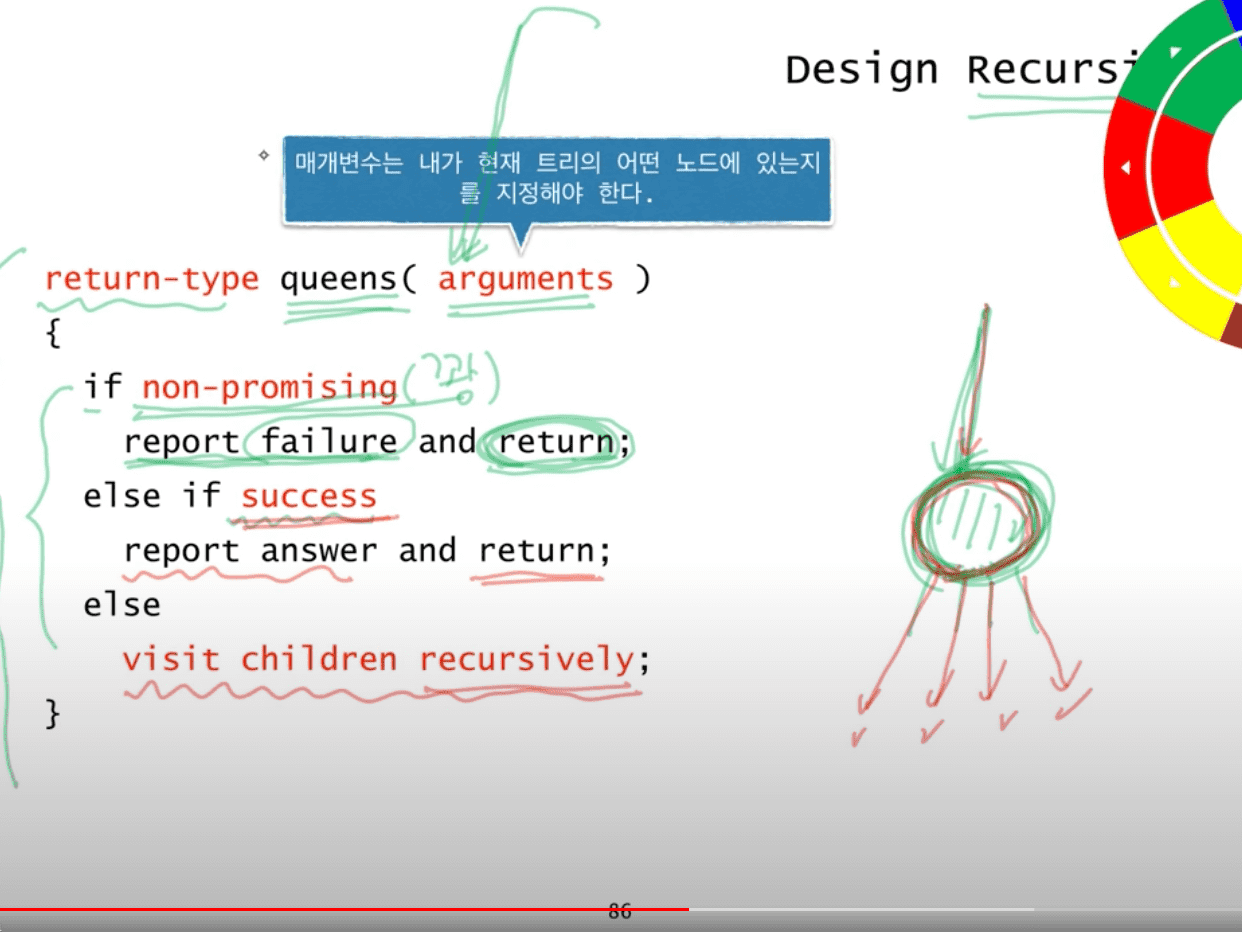 Design Recursi
매개변수는 내가 현재 트리의 어떤 노드에 있는지
를 지정해야 한다.
return-type queens( arguments )
{
if non-promising (꽝)
report failure and return;
else if success
report answer and return;
else
visit children recursively;
}
86